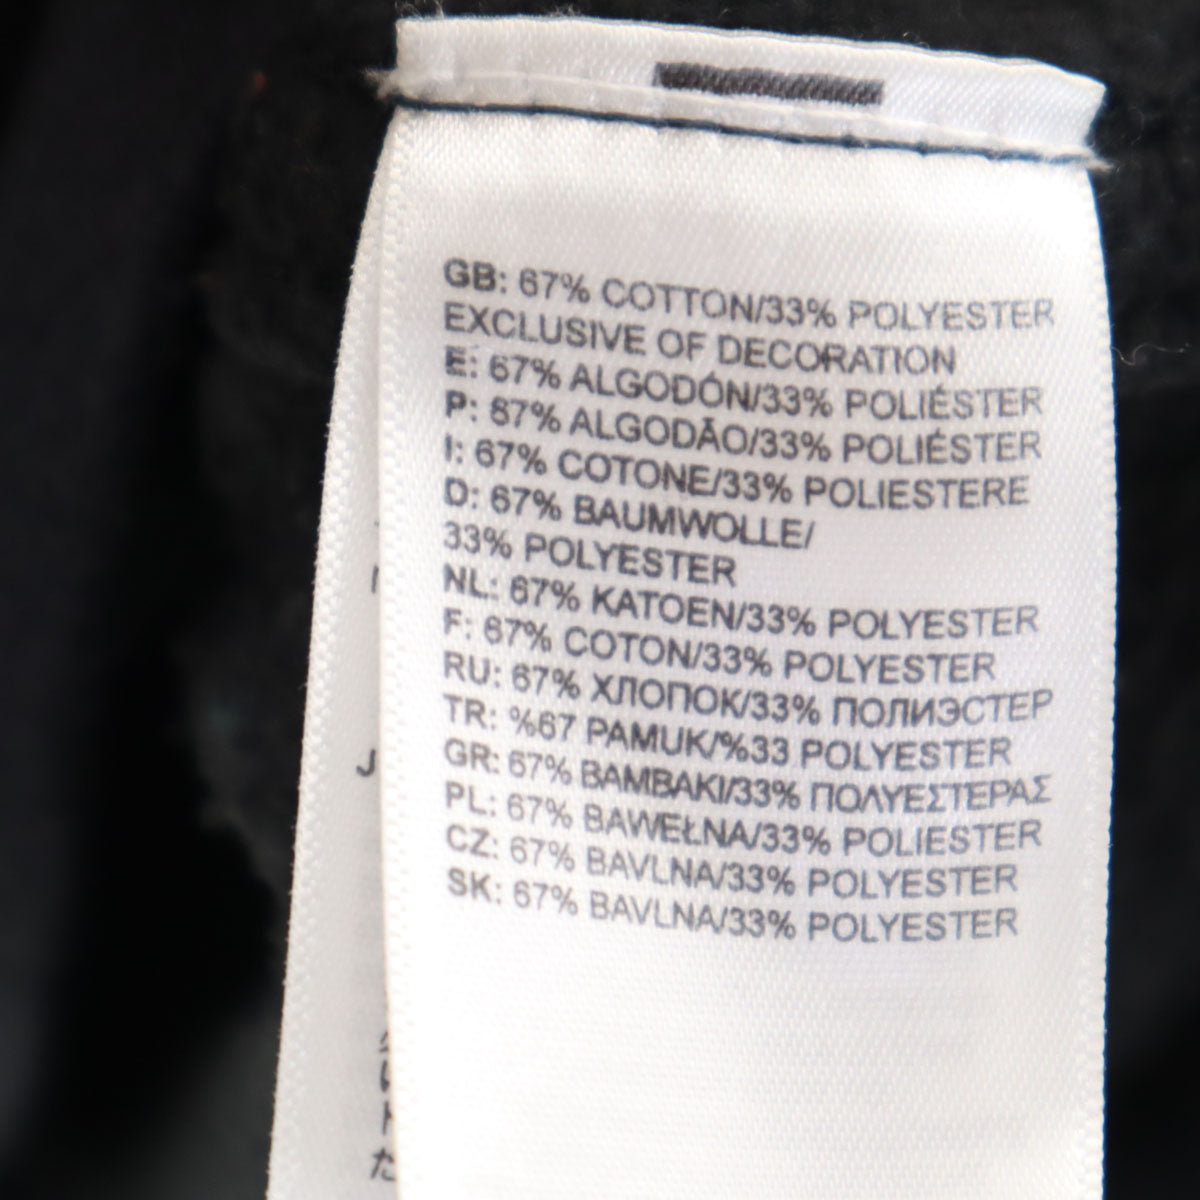 GB: 67% COTTON/33% POLYESTER
EXCLUSIVE OF DECORATION
E: 67% ALGODÓN/33% POLIÉSTER
P: 67% ALGODÃO/33% POLIÉSTER
I: 67% COTONE/33% POLIESTERE
D: 67% BAUMWOLLE/
33% POLYESTER
NL: 67% KATOEN/33% POLYESTER
F: 67% COTON/33% POLYESTER
RU: 67% ХЛОПОК/33% ПОЛИЭСТЕР
TR: %67 PAMUK/%33 POLYESTER
GR: 67% ΒΑΜΒΑΚΙ/33% ΠΟΛΥΕΣΤΕΡΑΣ
PL: 67% BAWEŁNA/33% POLIESTER
CZ: 67% BAVLNA/33% POLYESTER
SK: 67% BAVLNA/33% POLYESTER
J
た